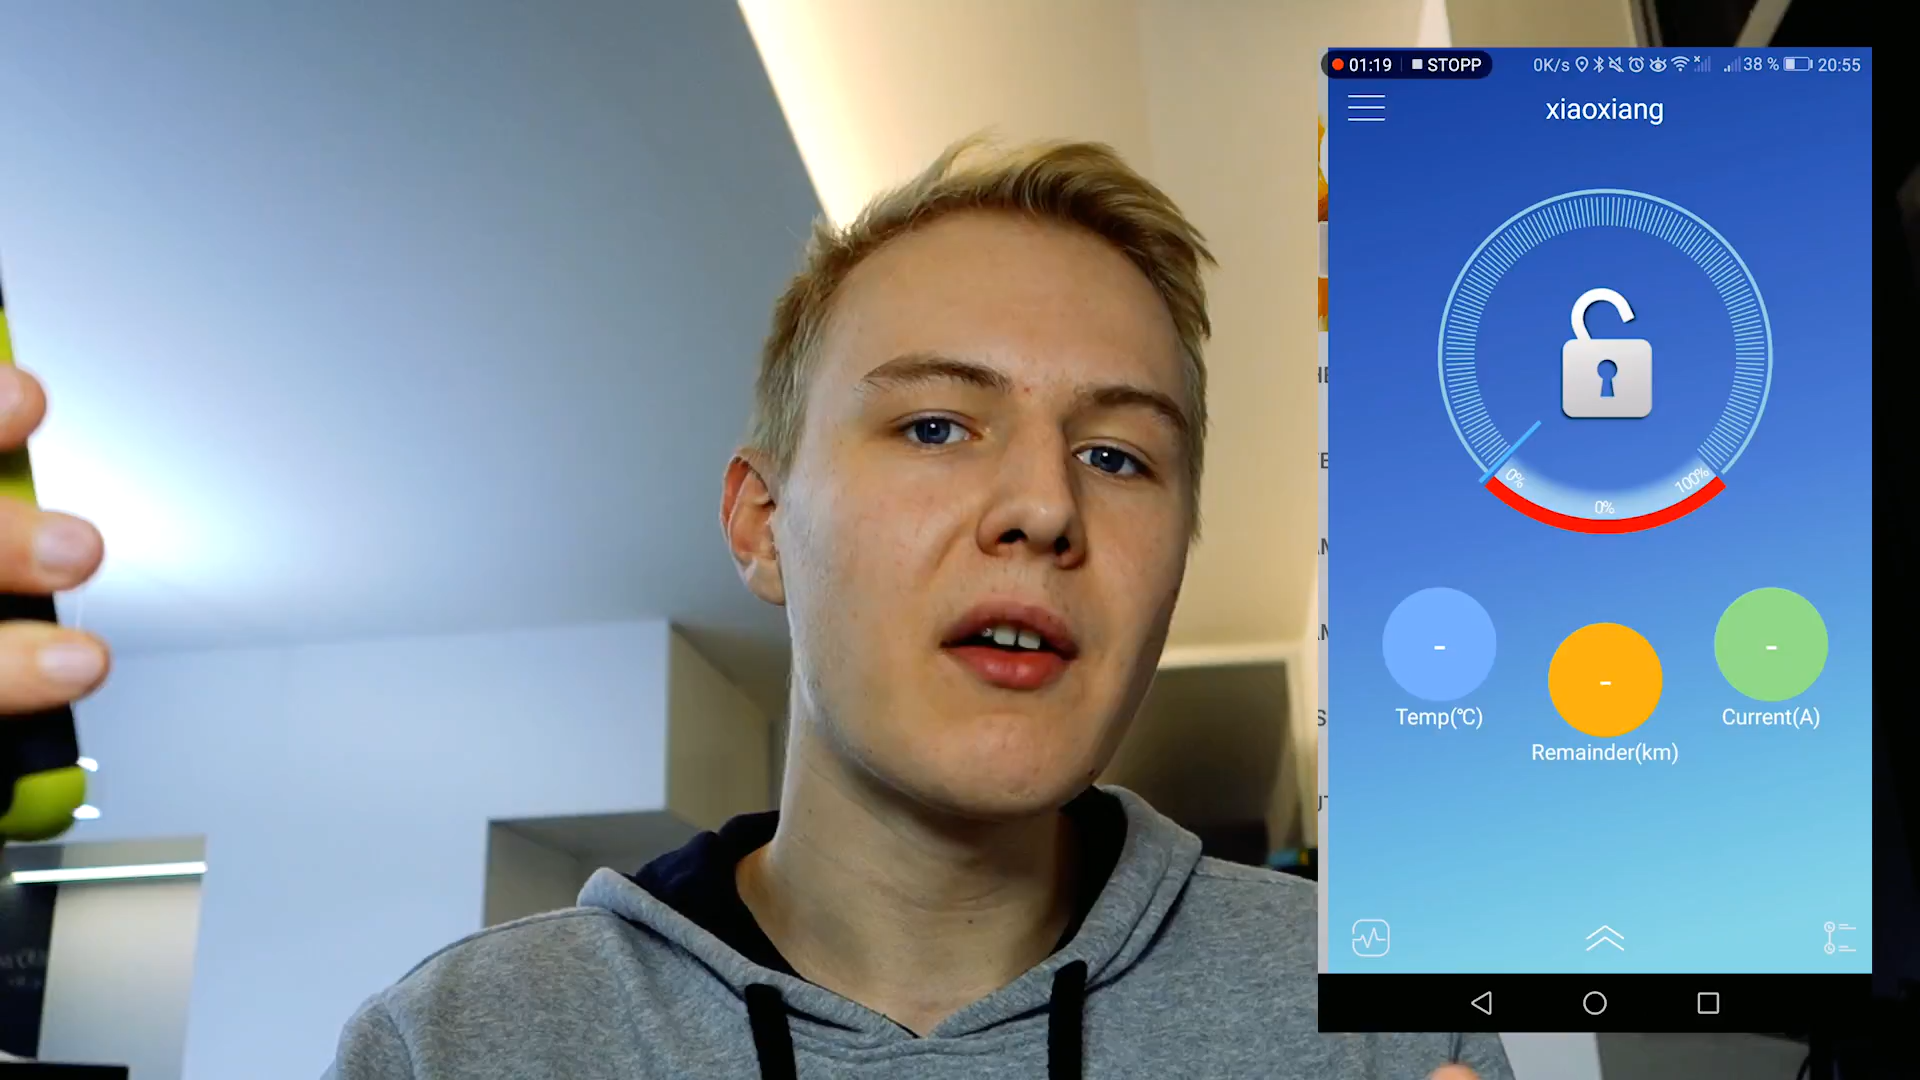 01:19 STOPP 0K/s 38 % 20:55
xiaoxiang
0% 100%
0%
- - -
Temp(℃) Current(A)
Remainder(km)